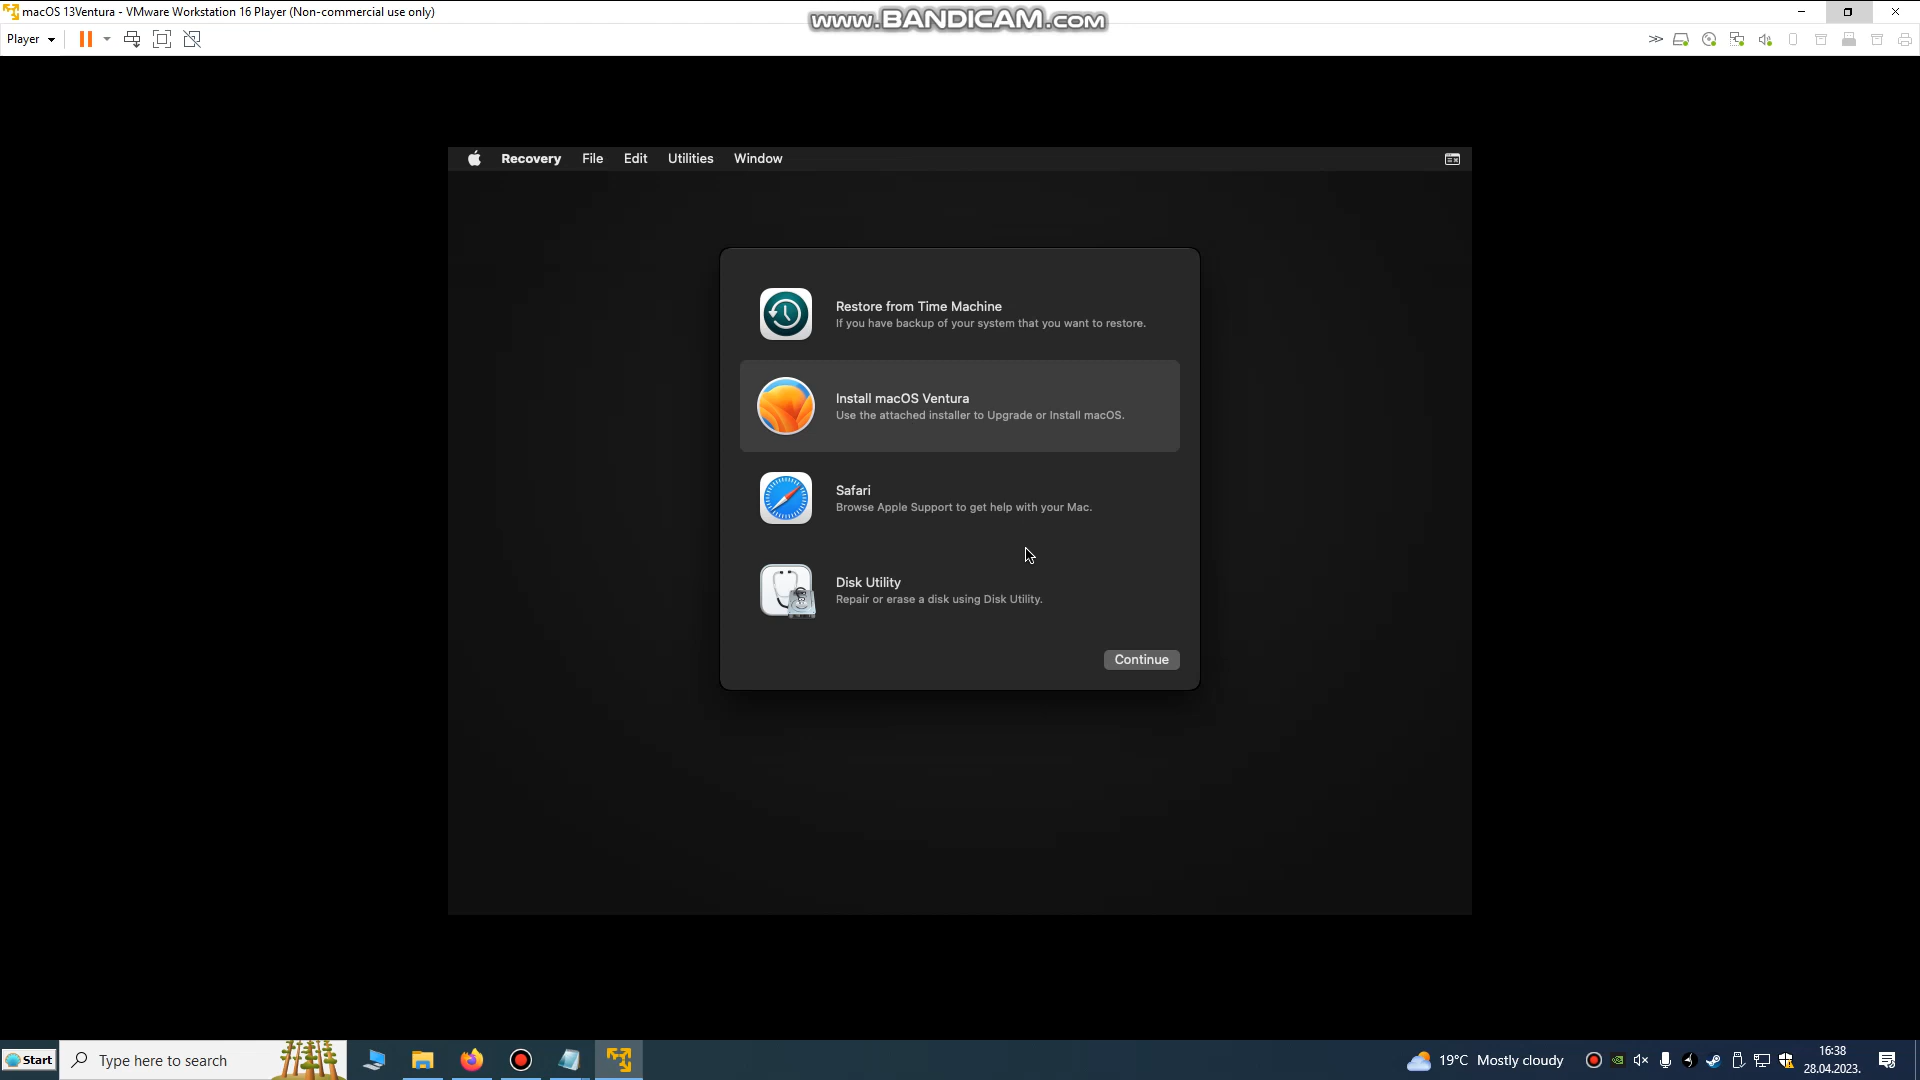 macOS 13Ventura - VMware Workstation 16 Player (Non-commercial use only)
www.BANDICAM.com
Player
Recovery File Edit Utilities Window
Restore from Time Machine
If you have backup of your system that you want to restore.
Install macOS Ventura
Use the attached installer to Upgrade or Install macOS.
Safari
Browse Apple Support to get help with your Mac.
Disk Utility
Repair or erase a disk using Disk Utility.
Continue
Start
Type here to search
19°C Mostly cloudy
16:38
28.04.2023.